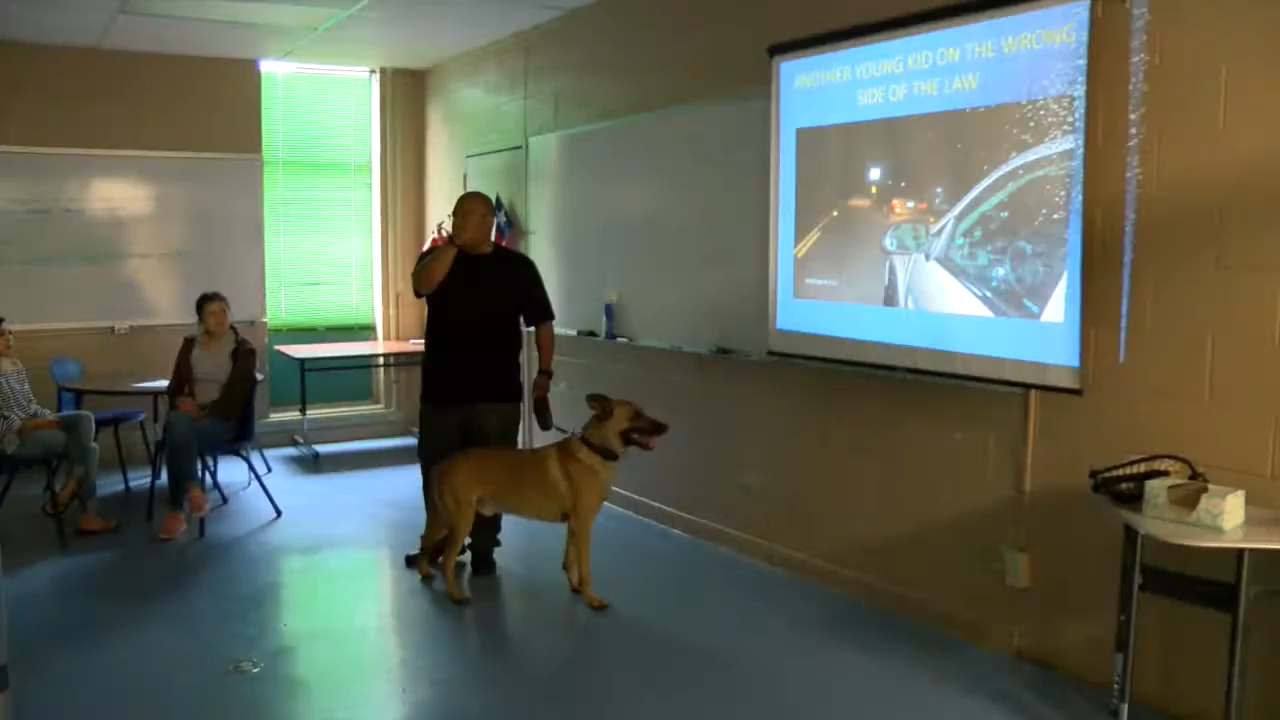 ANOTHER YOUNG KID ON THE WRONG
SIDE OF THE LAW